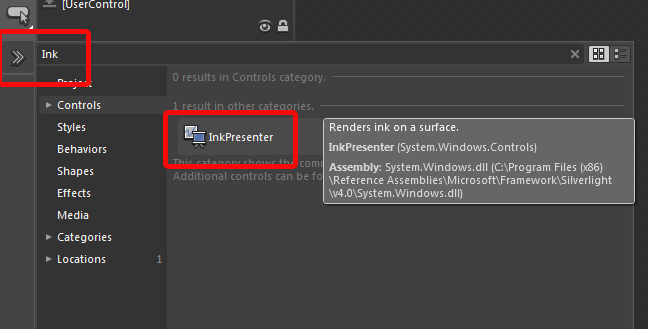 [UserControl]
Ink
Project
Controls
Styles
Behaviors
Shapes
Effects
Media
Categories
Locations 1
0 results in Controls category.
1 result in other categories.
InkPresenter
This category shows the com
Additional controls can be fo
Renders ink on a surface.
InkPresenter (System.Windows.Controls)
Assembly: System.Windows.dll (C:\Program Files (x86)
\Reference Assemblies\Microsoft\Framework\Silverlight
\v4.0\System.Windows.dll)